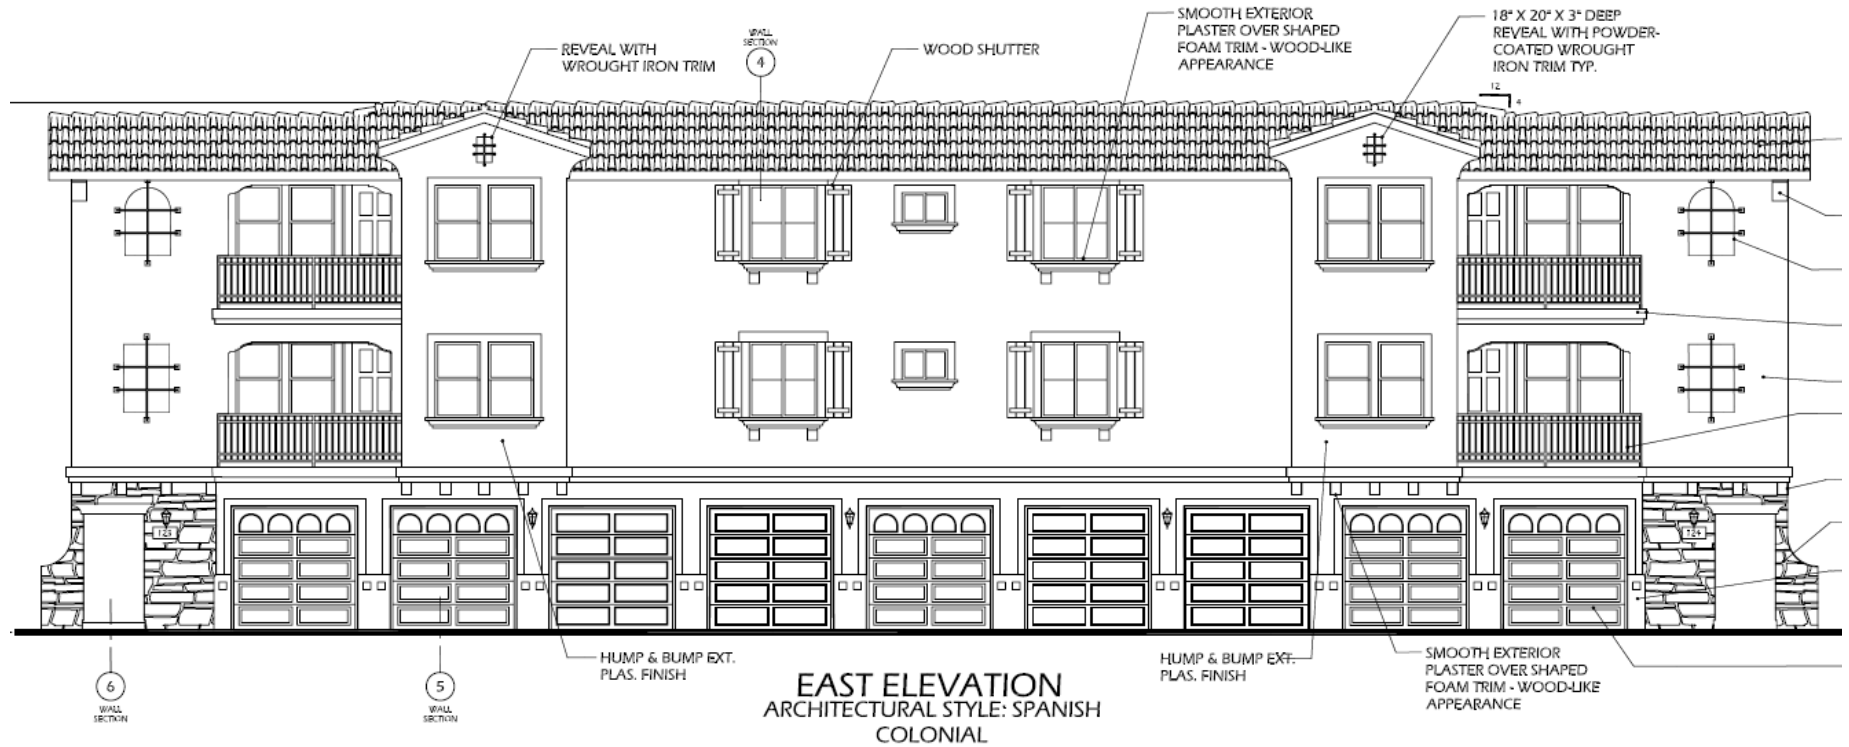 REVEAL WITH
WROUGHT IRON TRIM
WALL
SECTION
4
WOOD SHUTTER
SMOOTH EXTERIOR
PLASTER OVER SHAPED
FOAM TRIM - WOOD-LIKE
APPEARANCE
18" X 20" X 3" DEEP
REVEAL WITH POWDER-
COATED WROUGHT
IRON TRIM TYP.
12
4
123
124
6
WALL
SECTION
5
WALL
SECTION
HUMP & BUMP EXT.
PLAS. FINISH
EAST ELEVATION
ARCHITECTURAL STYLE: SPANISH
COLONIAL
HUMP & BUMP EXT.
PLAS. FINISH
SMOOTH EXTERIOR
PLASTER OVER SHAPED
FOAM TRIM - WOOD-LIKE
APPEARANCE